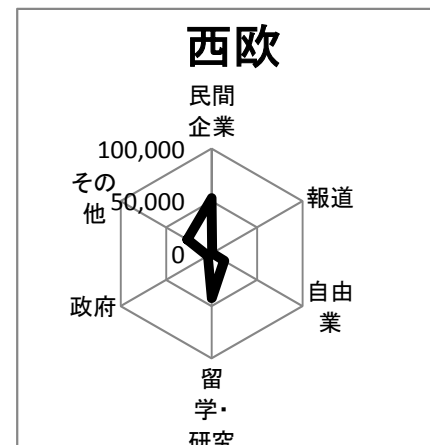 西欧
民間
企業
100,000
その
他
50,000
報道
0
政府
自由
業
留
学・
研究